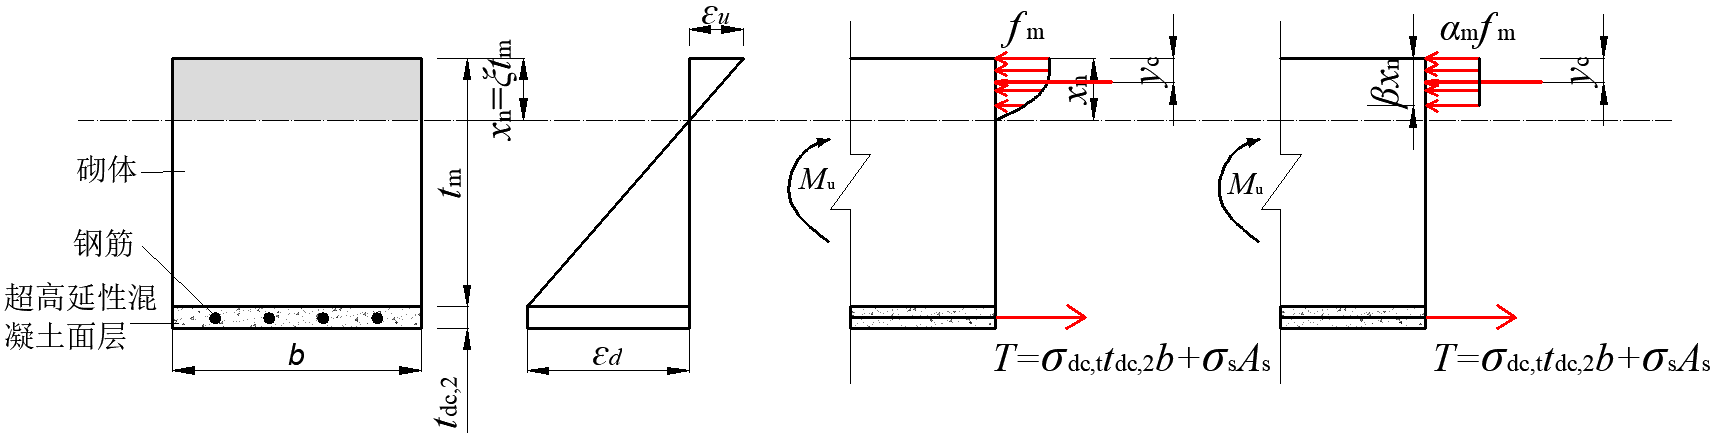 砌体
钢筋
超高延性混
凝土面层
b
xn=ξtm
tm
tdc,2
εu
εd
fm
xn
yc
Mu
T=σdc,ttdc,2b+σsAs
αmfm
βxn
yc
Mu
T=σdc,ttdc,2b+σsAs